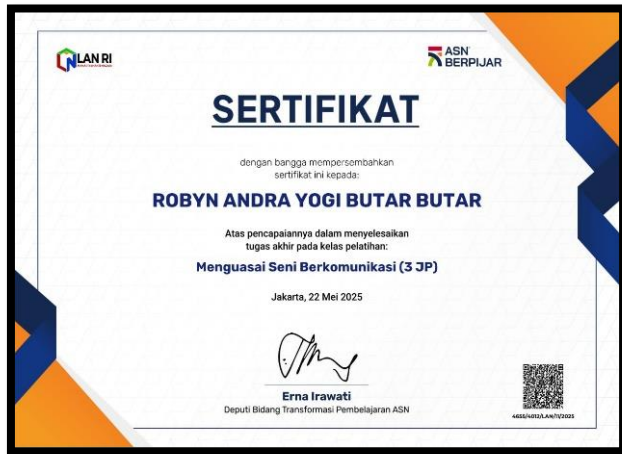 LAN RI
ASN
BERPIJAR
SERTIFIKAT
dengan bangga mempersembahkan
sertifikat ini kepada:
ROBYN ANDRA YOGI BUTAR BUTAR
Atas pencapaiannya dalam menyelesaikan
tugas akhir pada kelas pelatihan:
Menguasai Seni Berkomunikasi (3 JP)
Jakarta, 22 Mei 2025
Erna Irawati
Deputi Bidang Transformasi Pembelajaran ASN